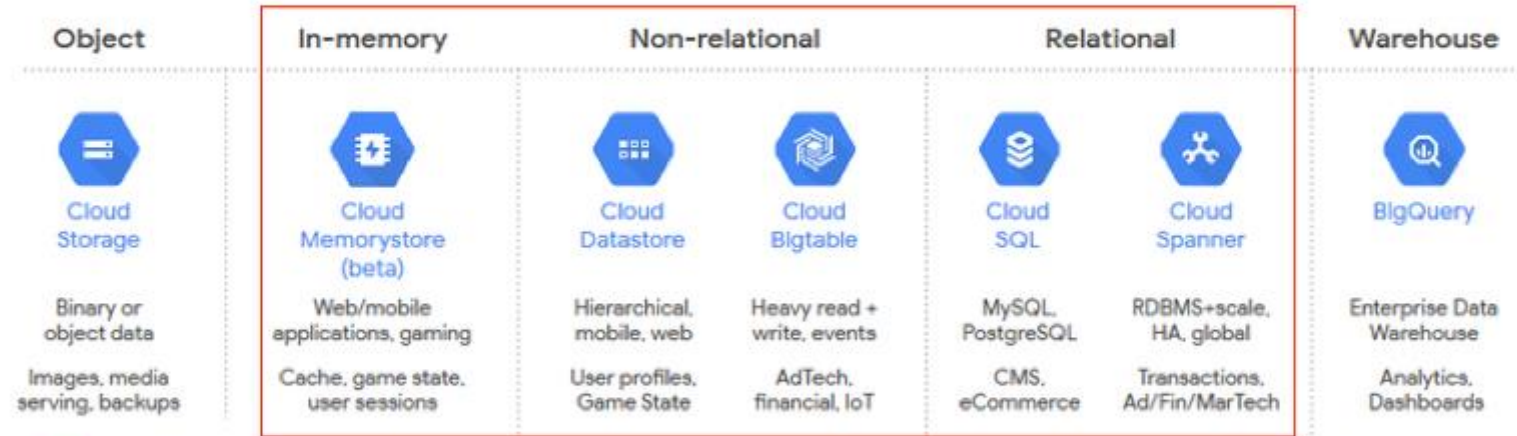 Object
In-memory
Non-relational
Relational
Warehouse
Cloud
Storage
Binary or
object data
Images, media
serving, backups
Cloud
Memorystore
(beta)
Web/mobile
applications, gaming
Cache, game state,
user sessions
Cloud
Datastore
Hierarchical,
mobile, web
User profiles,
Game State
Cloud
Bigtable
Heavy read +
write, events
AdTech,
financial, IoT
Cloud
SQL
MySQL,
PostgreSQL
CMS,
eCommerce
Cloud
Spanner
RDBMS+scale,
HA, global
Transactions,
Ad/Fin/MarTech
BigQuery
Enterprise Data
Warehouse
Analytics,
Dashboards